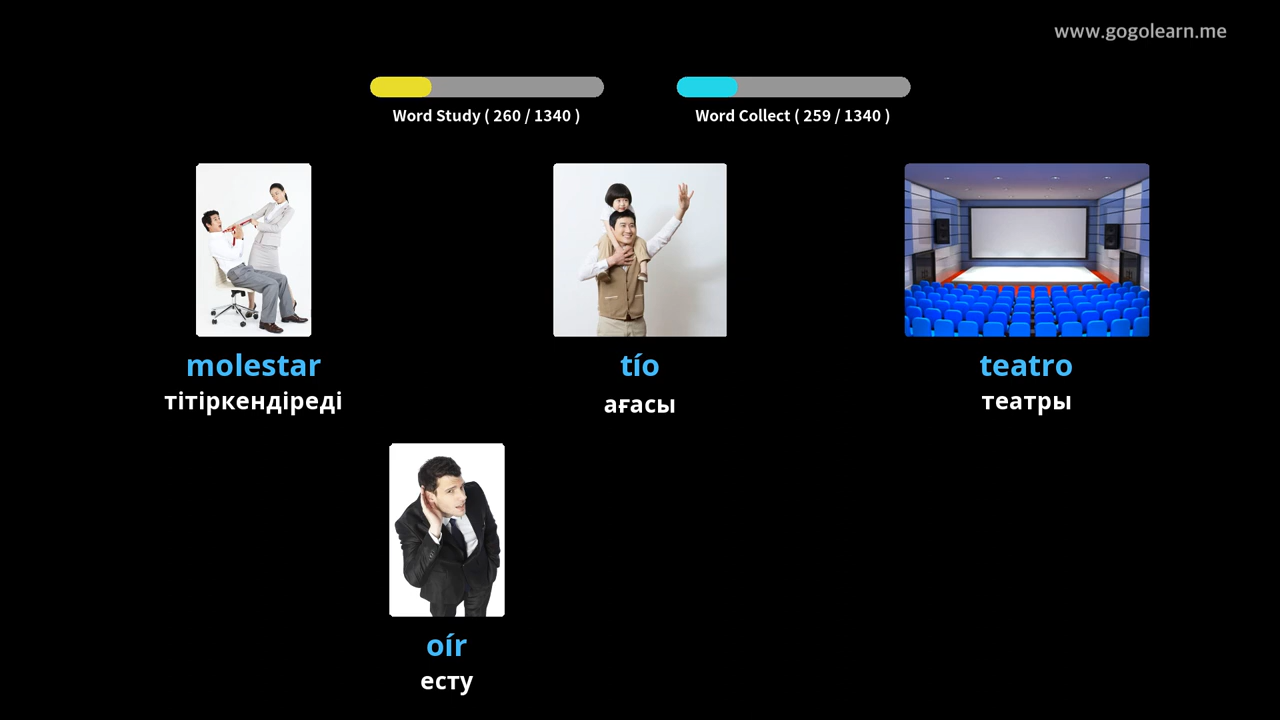 www.gogolearn.me
Word Study ( 260 / 1340 )
Word Collect ( 259 / 1340 )
molestar
тітіркендіреді
tío
ағасы
teatro
театры
oír
есту